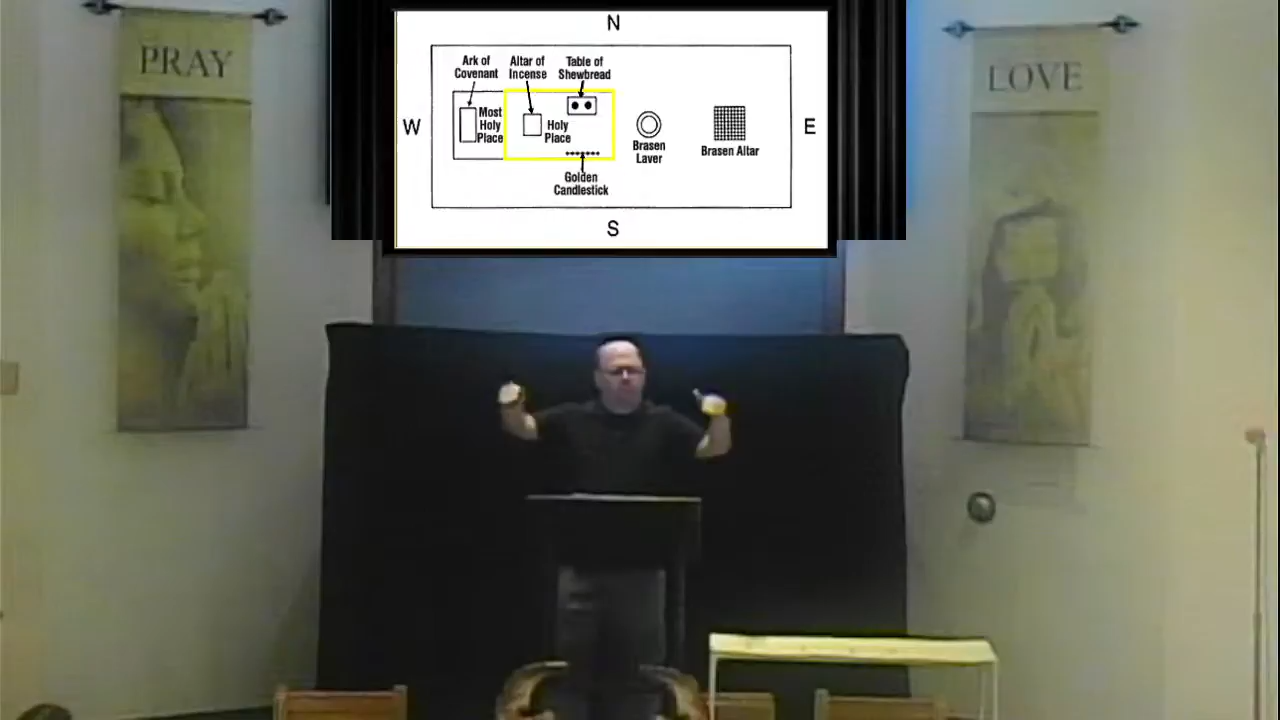 PRAY
LOVE
N
Ark of
Covenant
Altar of
Incense
Table of
Shewbread
Most
Holy
Place
Holy
Place
W
E
Brasen
Laver
Brasen Altar
Golden
Candlestick
S